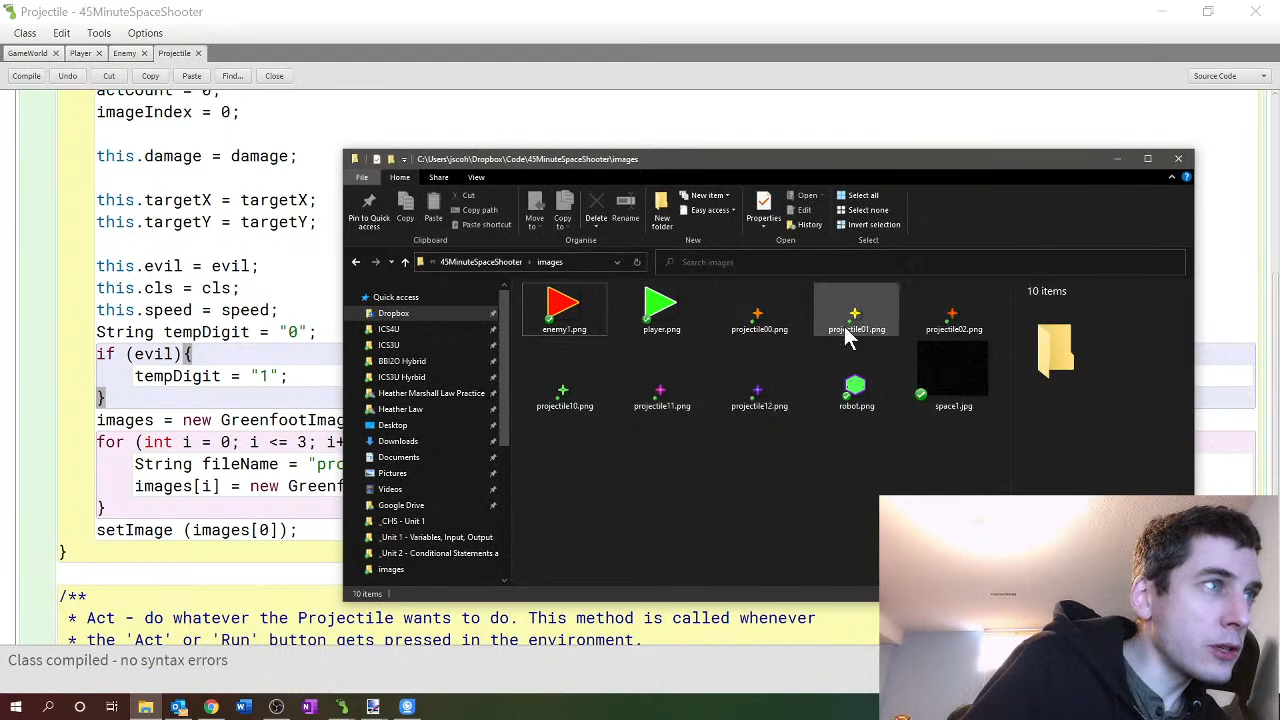 Projectile - 45MinuteSpaceShooter
Class Edit Tools Options
GameWorld Player Enemy Projectile
Compile Undo Cut Copy Paste Find... Close Source Code
imageIndex = 0;
this.damage = damage;
this.targetX = targetX;
this.targetY = targetY;
this.evil = evil;
this.cls = cls;
this.speed = speed;
String tempDigit = "0";
if (evil){
tempDigit = "1";
}
images = new GreenfootImag
for (int i = 0; i <= 3; i+
String fileName = "pro
images[i] = new Greenf
}
setImage (images[0]);
}
/**
* Act - do whatever the Projectile wants to do. This method is called whenever
* the 'Act' or 'Run' button gets pressed in the environment.
Class compiled - no syntax errors
C:\Users\jscoh\Dropbox\Code\45MinuteSpaceShooter\images
File Home Share View
Pin to Quick access
Copy
Paste
Cut
Copy path
Paste shortcut
Move to
Copy to
Delete
Rename
New folder
New item
Easy access
Properties
Open
Edit
History
Select all
Select none
Invert selection
Clipboard Organise New Open Select
« 45MinuteSpaceShooter › images
Search images
Quick access
Dropbox
ICS4U
ICS3U
BBI2O Hybrid
ICS3U Hyrbid
Heather Marshall Law Practice
Heather Law
Desktop
Downloads
Documents
Pictures
Videos
Google Drive
_CHS - Unit 1
_Unit 1 - Variables, Input, Output
_Unit 2 - Conditional Statements a
images
enemy1.png player.png projectile00.png projectile01.png projectile02.png
projectile10.png projectile11.png projectile12.png robot.png space1.jpg
10 items
10 items